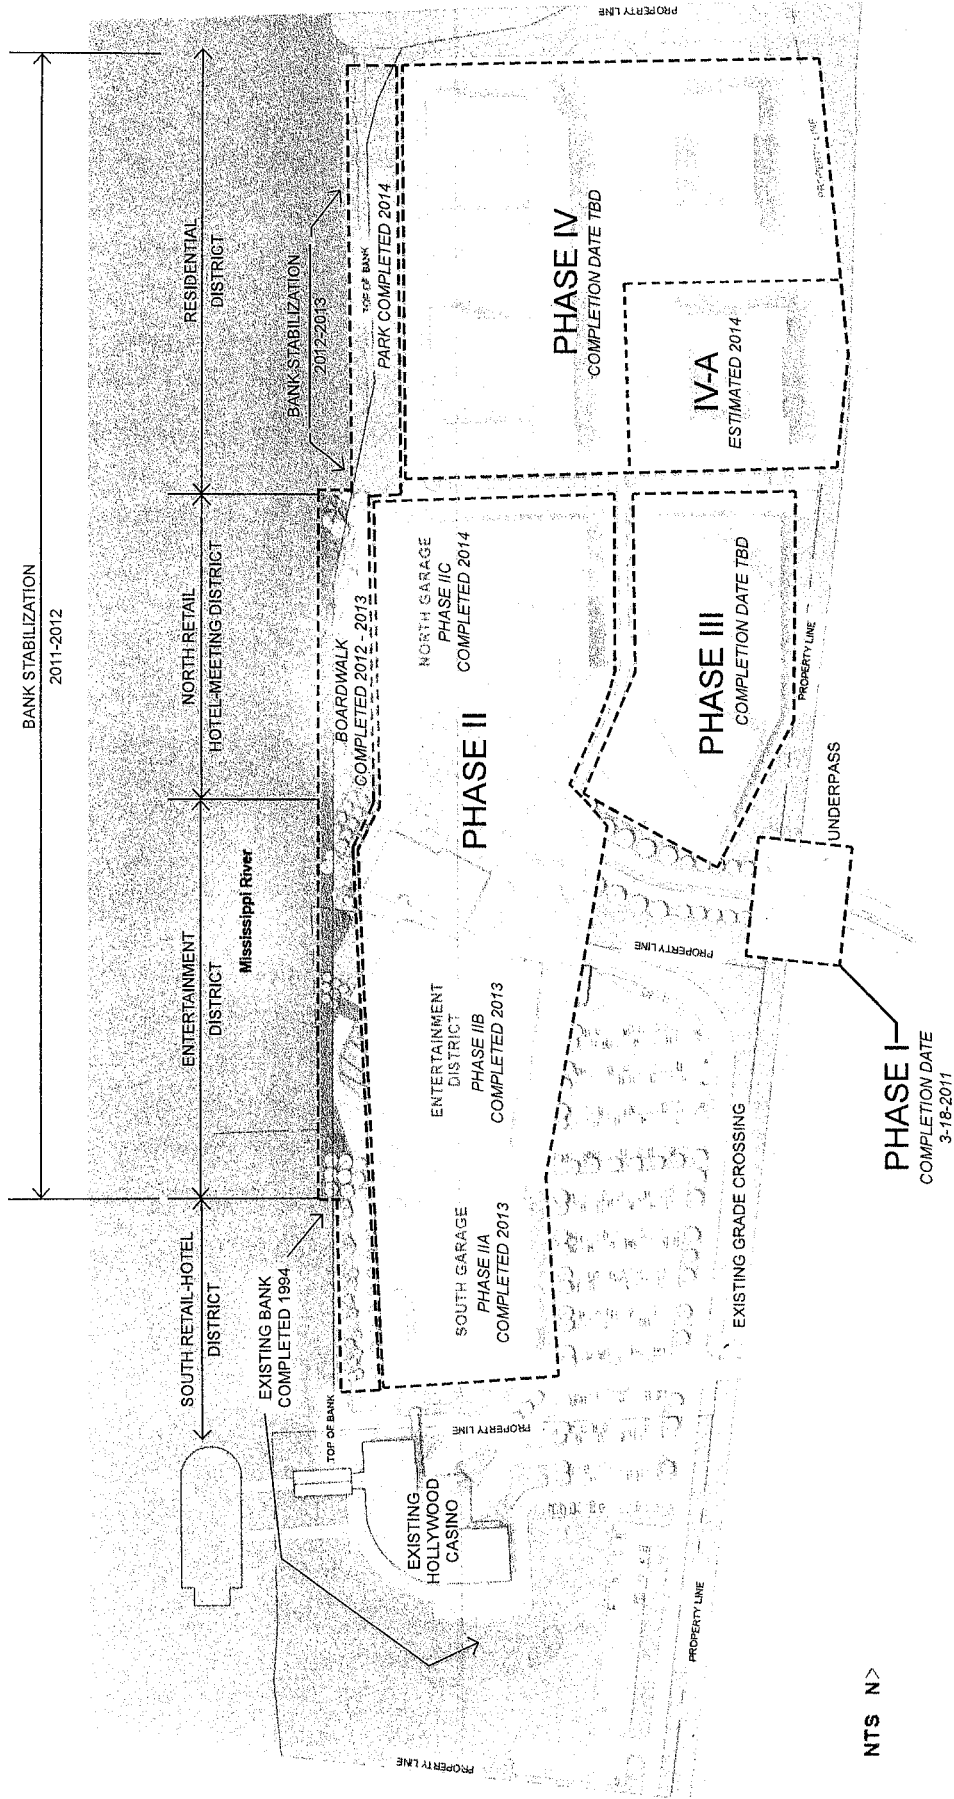 BANK STABILIZATION
2011-2012
SOUTH RETAIL-HOTEL
DISTRICT
ENTERTAINMENT
DISTRICT
NORTH RETAIL
HOTEL-MEETING DISTRICT
RESIDENTIAL
DISTRICT
Mississippi River
EXISTING BANK
COMPLETED 1994
BANK STABILIZATION
2012-2013
TOP OF BANK
BOARDWALK
COMPLETED 2012 - 2013
TOP OF BANK
PARK COMPLETED 2014
PROPERTY LINE
EXISTING
HOLLYWOOD
CASINO
PROPERTY LINE
SOUTH GARAGE
PHASE IIA
COMPLETED 2013
ENTERTAINMENT
DISTRICT
PHASE IIB
COMPLETED 2013
PHASE II
NORTH GARAGE
PHASE IIC
COMPLETED 2014
PHASE IV
COMPLETION DATE TBD
IV-A
ESTIMATED 2014
PHASE III
COMPLETION DATE TBD
PROPERTY LINE
PROPERTY LINE
PROPERTY LINE
PROPERTY LINE
PROPERTY LINE
EXISTING GRADE CROSSING
UNDERPASS
PHASE I
COMPLETION DATE
3-18-2011
NTS N>